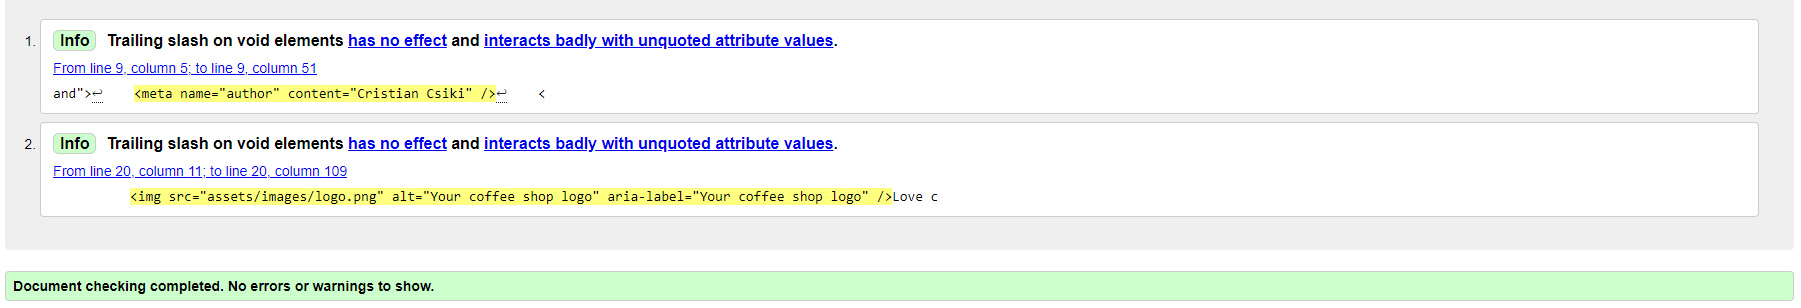 1. Info Trailing slash on void elements has no effect and interacts badly with unquoted attribute values.
From line 9, column 5; to line 9, column 51
and">↩ <meta name="author" content="Cristian Csiki" />↩ <
2. Info Trailing slash on void elements has no effect and interacts badly with unquoted attribute values.
From line 20, column 11; to line 20, column 109
<img src="assets/images/logo.png" alt="Your coffee shop logo" aria-label="Your coffee shop logo" />Love c
Document checking completed. No errors or warnings to show.